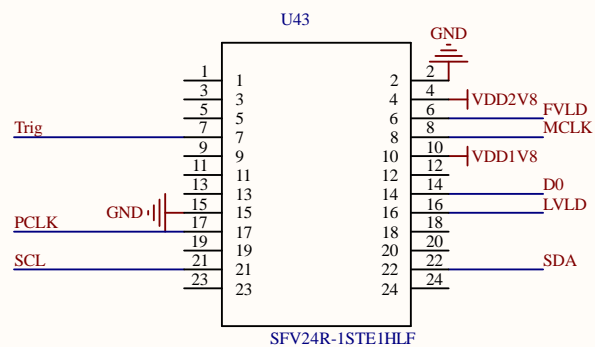 U43
GND
1 1 2 2
3 3 4 4 VDD2V8
5 5 6 6 FVLD
Trig 7 7 8 8 MCLK
9 9 10 10 VDD1V8
11 11 12 12
13 13 14 14 D0
GND 15 15 16 16 LVLD
PCLK 17 17 18 18
19 19 20 20
SCL 21 21 22 22 SDA
23 23 24 24
SFV24R-1STE1HLF